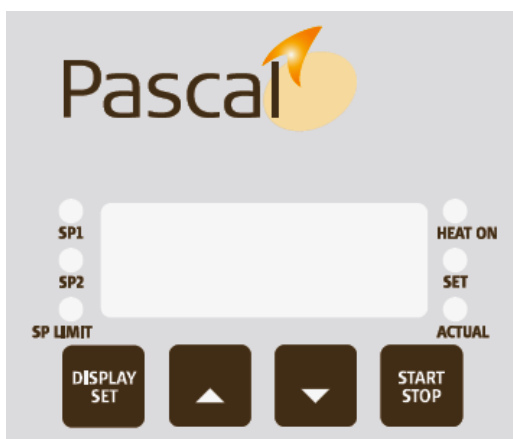 Pascal
SP1
HEAT ON
SP2
SET
SP LIMIT
ACTUAL
DISPLAY
SET
START
STOP